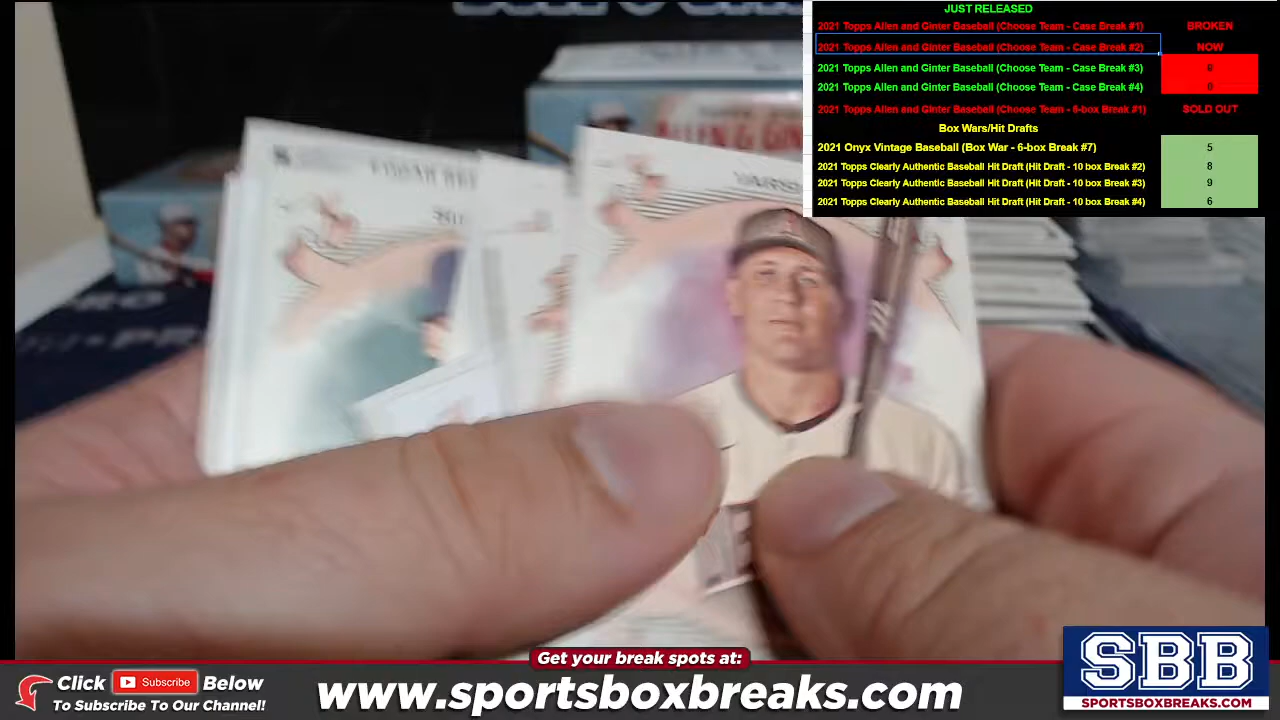 JUST RELEASED
2021 Topps Allen and Ginter Baseball (Choose Team - Case Break #1) BROKEN
2021 Topps Allen and Ginter Baseball (Choose Team - Case Break #2) NOW
2021 Topps Allen and Ginter Baseball (Choose Team - Case Break #3) 0
2021 Topps Allen and Ginter Baseball (Choose Team - Case Break #4) 0
2021 Topps Allen and Ginter Baseball (Choose Team - 6-box Break #1) SOLD OUT
Box Wars/Hit Drafts
2021 Onyx Vintage Baseball (Box War - 6-box Break #7) 5
2021 Topps Clearly Authentic Baseball Hit Draft (Hit Draft - 10 box Break #2) 8
2021 Topps Clearly Authentic Baseball Hit Draft (Hit Draft - 10 box Break #3) 9
2021 Topps Clearly Authentic Baseball Hit Draft (Hit Draft - 10 box Break #4) 6
Get your break spots at:
Click Subscribe Below
To Subscribe To Our Channel!
www.sportsboxbreaks.com
SBB
SPORTSBOXBREAKS.COM